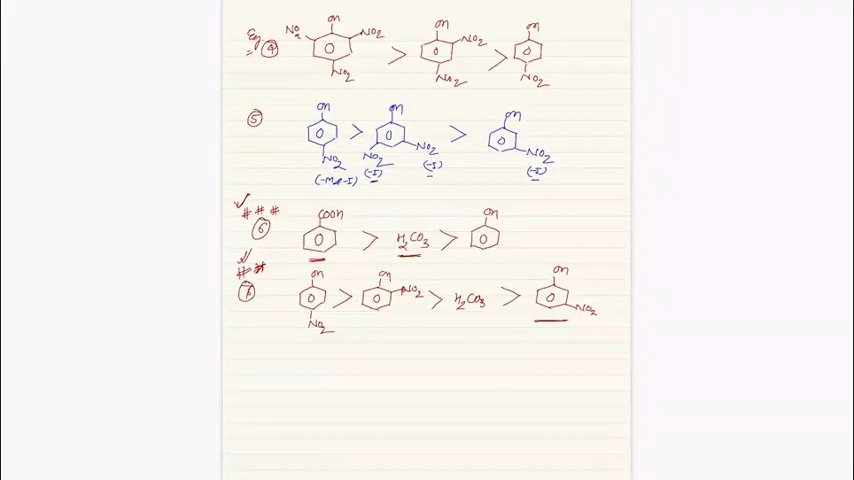 OH OH OH
Eg. ④ NO2 NO2 > NO2 > 
NO2 NO2 NO2
OH OH OH
⑤ > >
NO2 NO2 NO2 NO2
(-M & -I) (-I) (-I) (-I)
✓
###
COOH OH
⑥ > H2CO3 >
✓
##
OH OH OH
⑦ > NO2 > H2CO3 >
NO2 NO2